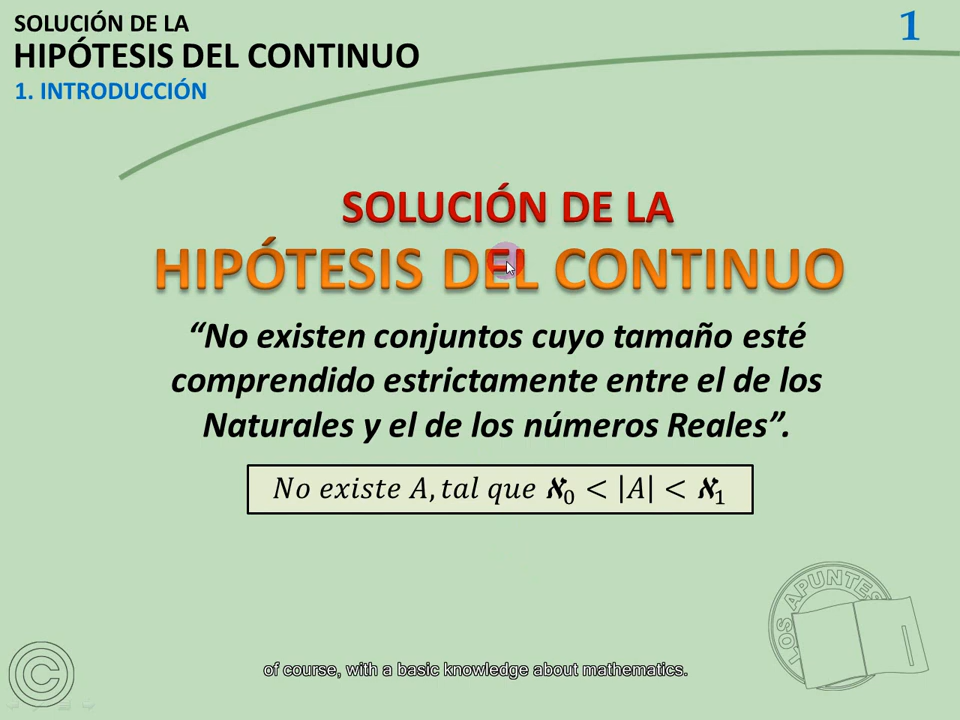 SOLUCIÓN DE LA
HIPÓTESIS DEL CONTINUO
1. INTRODUCCIÓN
1
SOLUCIÓN DE LA
HIPÓTESIS DEL CONTINUO
“No existen conjuntos cuyo tamaño esté
comprendido estrictamente entre el de los
Naturales y el de los números Reales”.
No existe A, tal que ℵ₀ < |A| < ℵ₁
LOS APUNTES
1
©
of course, with a basic knowledge about mathematics.